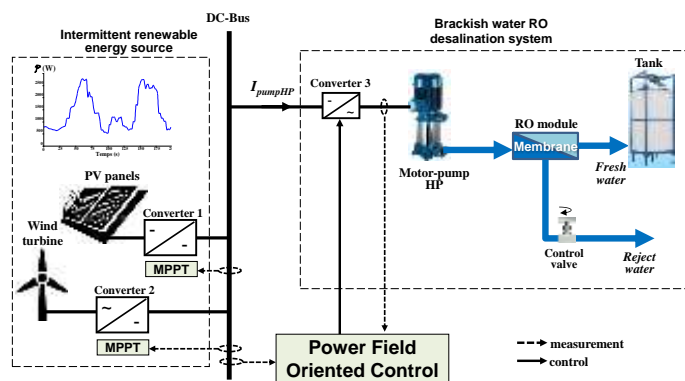 DC-Bus
Intermittent renewable
energy source
Brackish water RO
desalination system
P (W)
Temps (s)
PV panels
Wind
turbine
Converter 1
- -
MPPT
Converter 2
~ -
MPPT
I pumpHP
Converter 3
- ~
Motor-pump
HP
RO module
Membrane
Tank
Fresh
water
Control
valve
Reject
water
Power Field
Oriented Control
measurement
control